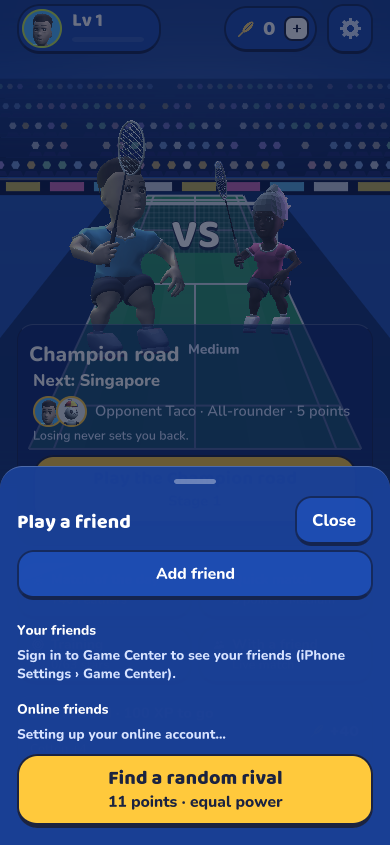 Lv 1
0
+
VS
Champion road Medium
Next: Singapore
Opponent Taco · All-rounder · 5 points
Losing never sets you back.
Play a friend
Close
Add friend
Your friends
Sign in to Game Center to see your friends (iPhone
Settings › Game Center).
Online friends
Setting up your online account...
Find a random rival
11 points · equal power